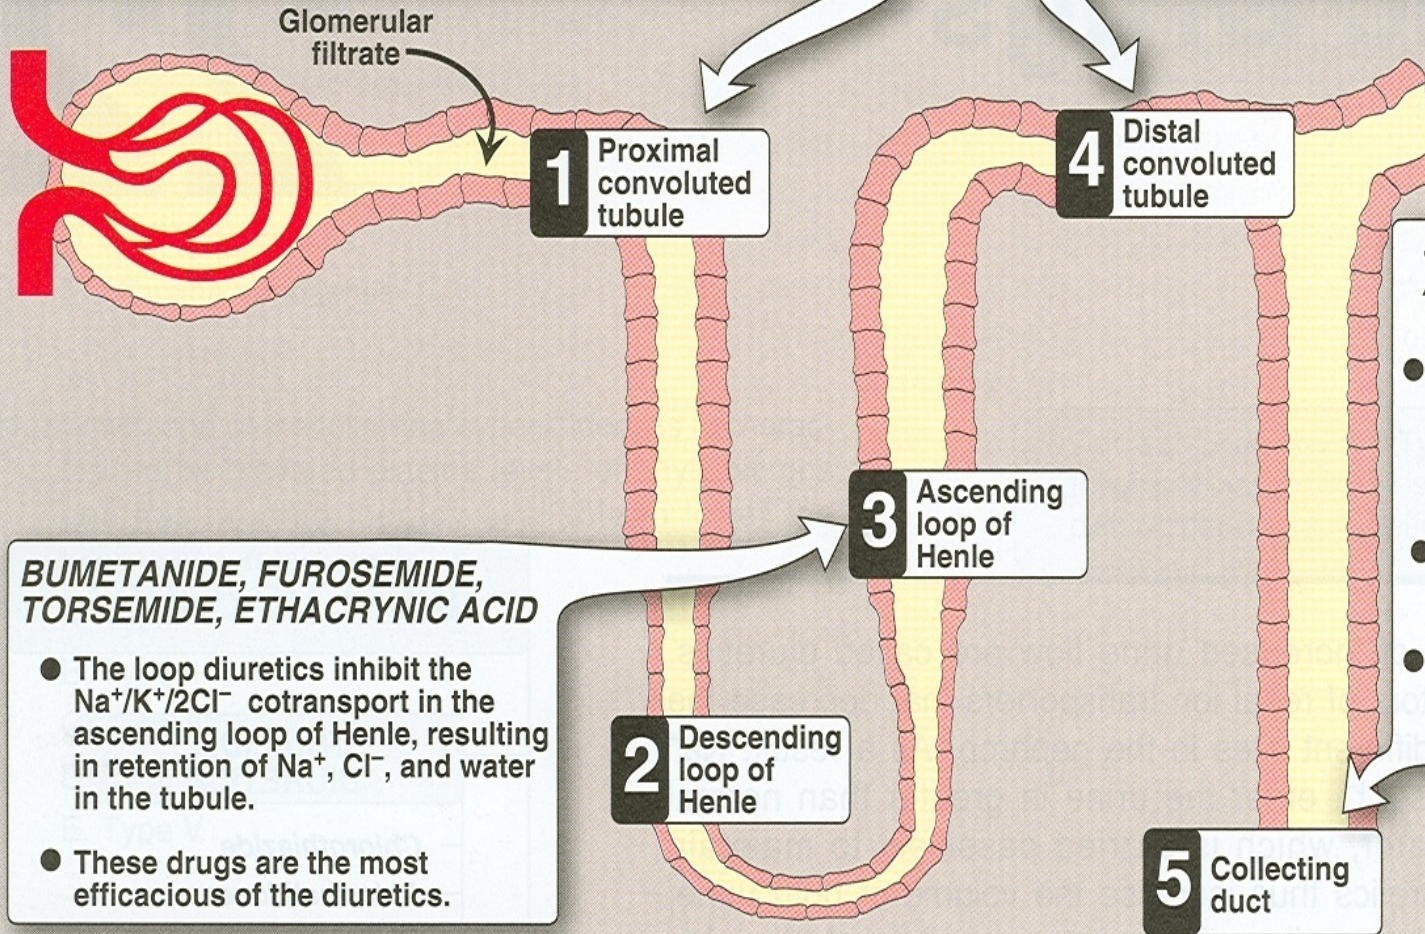 Glomerular
filtrate
1 Proximal
convoluted
tubule
4 Distal
convoluted
tubule
3 Ascending
loop of
Henle
BUMETANIDE, FUROSEMIDE,
TORSEMIDE, ETHACRYNIC ACID
● The loop diuretics inhibit the
Na⁺/K⁺/2Cl⁻ cotransport in the
ascending loop of Henle, resulting
in retention of Na⁺, Cl⁻, and water
in the tubule.
● These drugs are the most
efficacious of the diuretics.
2 Descending
loop of
Henle
5 Collecting
duct